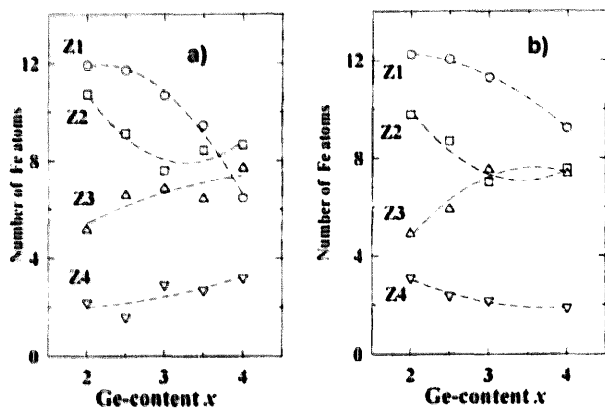 a)
Z1
Z2
Z3
Z4
12
8
4
0
2
3
4
Number of Fe atoms
Ge-content x
b)
Z1
Z2
Z3
Z4
12
8
4
0
2
3
4
Number of Fe atoms
Ge-content x